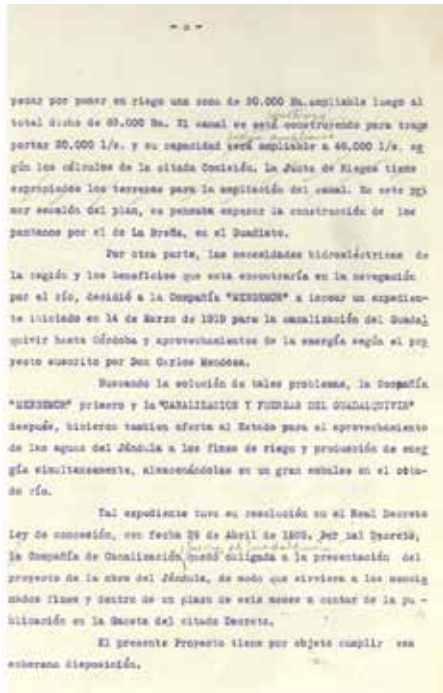 pezar por poner en riego una zona de 20.000 Ha. ampliable luego al
total dicho de 65.000 Ha. El canal se está construyendo para trans
portar 20.000 l/s. y su capacidad será ampliable a 40.000 l/s. se
gún los cálculos de la citada Comisión. La Junta de Riegos tiene
expropiados los terrenos para la ampliación del canal. En este pri
mer escalón del plan, se pensaba empezar la construcción de los
pantanos por el de La Breña, en el Guadiato.
Por otra parte, las necesidades hidroeléctricas de
la región y los beneficios que esta encontraría en la navegación
por el río, decidió a la Compañía "MENGEMOR" a incoar un expedien-
te iniciado en 14 de Marzo de 1919 para la canalización del Guadal
quivir hasta Córdoba y aprovechamientos de la energía según el pro
yecto suscrito por Don Carlos Mendoza.
Buscando la solución de tales problemas, la Compañía
"MENGEMOR" primero y la "CANALIZACION Y FUERZAS DEL GUADALQUIVIR"
después, hicieron tambien oferta al Estado para el aprovechamiento
de las aguas del Jándula a los fines de riego y producción de ener
gía simultaneamente, almacenándolas en un gran embalse en el cita-
do río.
Tal expediente tuvo su resolución en el Real Decreto
Ley de concesión, con fecha de Abril de Por tal Decreto,
la Compañía de Canalización quedó obligada a la presentación del
proyecto de la obra del Jándula, de modo que sirviera a los mencio
nados fines y dentro de un plazo de seis meses a contar de la pu-
blicación en la Gaceta del citado Decreto.
El presente Proyecto tiene por objeto cumplir esa
soberana disposición.